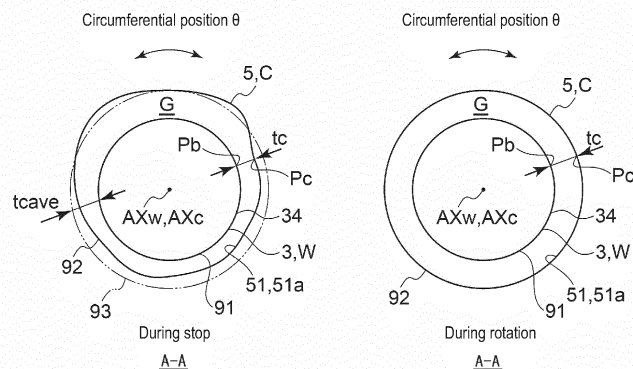 Circumferential position θ
Circumferential position θ
5,C
G
tc
Pb
Pc
tcave
AXw,AXc
34
3,W
92
51,51a
93
91
During stop
A-A
5,C
G
tc
Pb
Pc
AXw,AXc
34
3,W
92
51,51a
91
During rotation
A-A